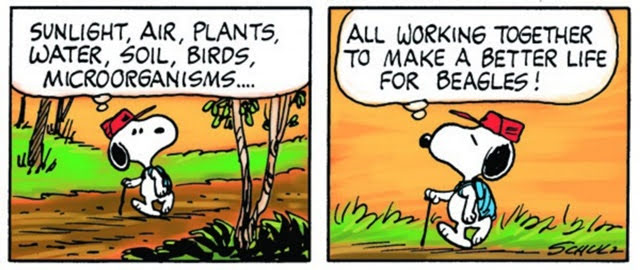 SUNLIGHT, AIR, PLANTS,
WATER, SOIL, BIRDS,
MICROORGANISMS....
ALL WORKING TOGETHER
TO MAKE A BETTER LIFE
FOR BEAGLES!
SCHULZ